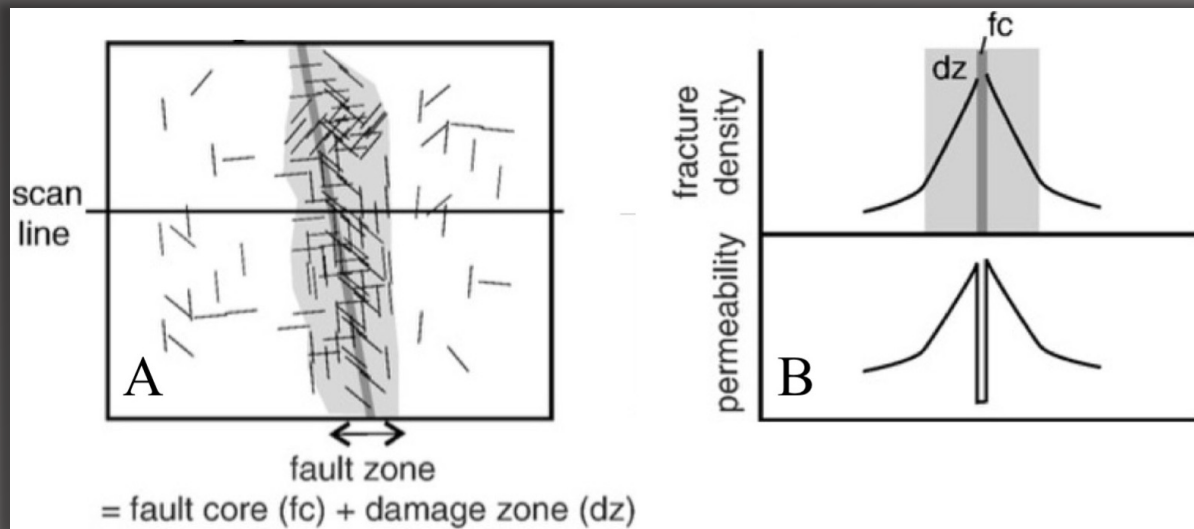 scan
line
A
fault zone
= fault core (fc) + damage zone (dz)
fc
dz
fracture
density
permeability
B